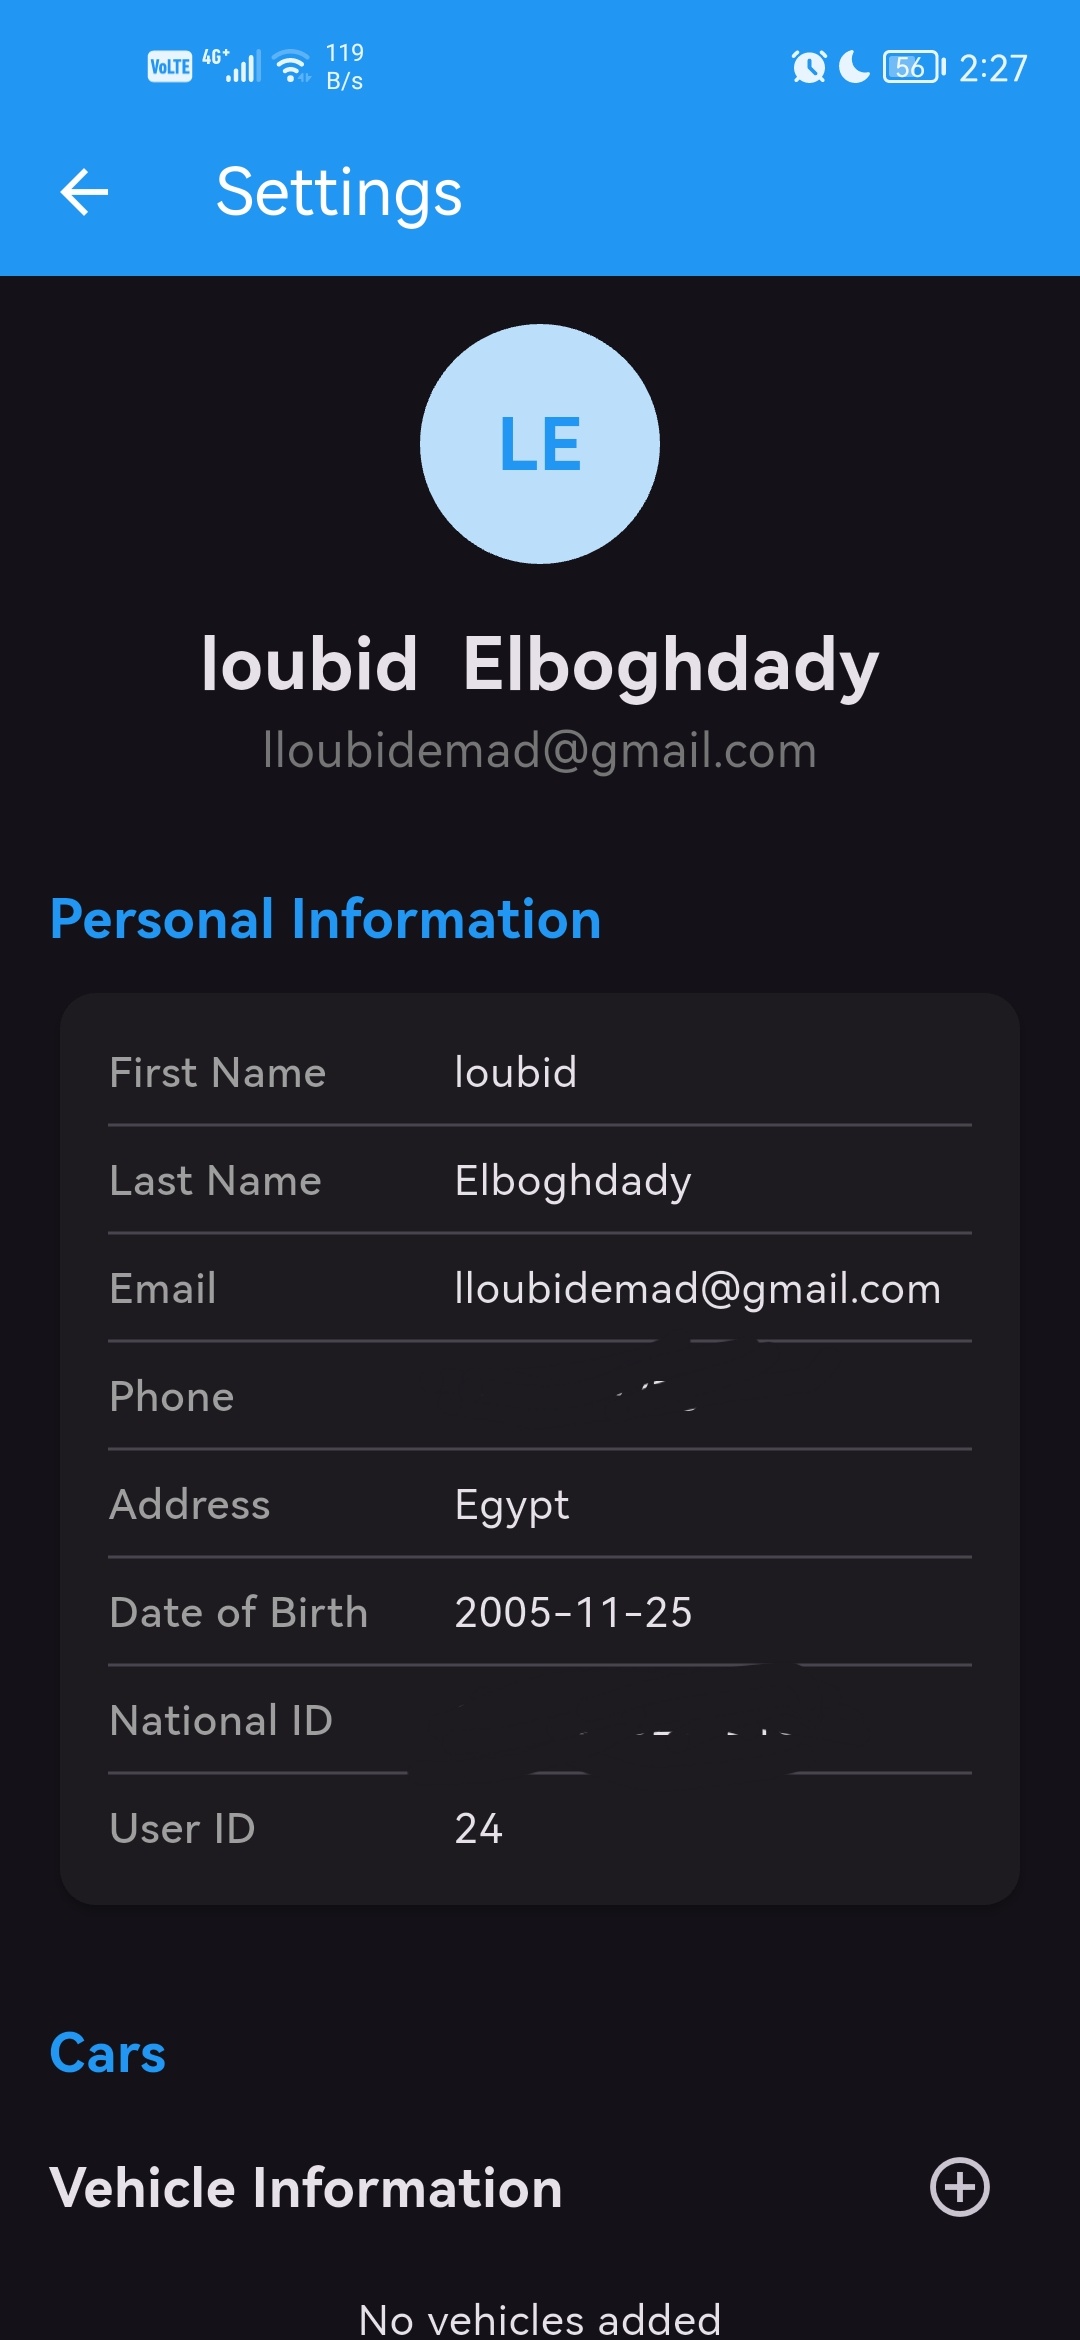 VoLTE 4G+ 119 B/s 56 2:27
Settings
LE
loubid Elboghdady
lloubidemad@gmail.com
Personal Information
First Name loubid
Last Name Elboghdady
Email lloubidemad@gmail.com
Phone
Address Egypt
Date of Birth 2005-11-25
National ID
User ID 24
Cars
Vehicle Information
No vehicles added